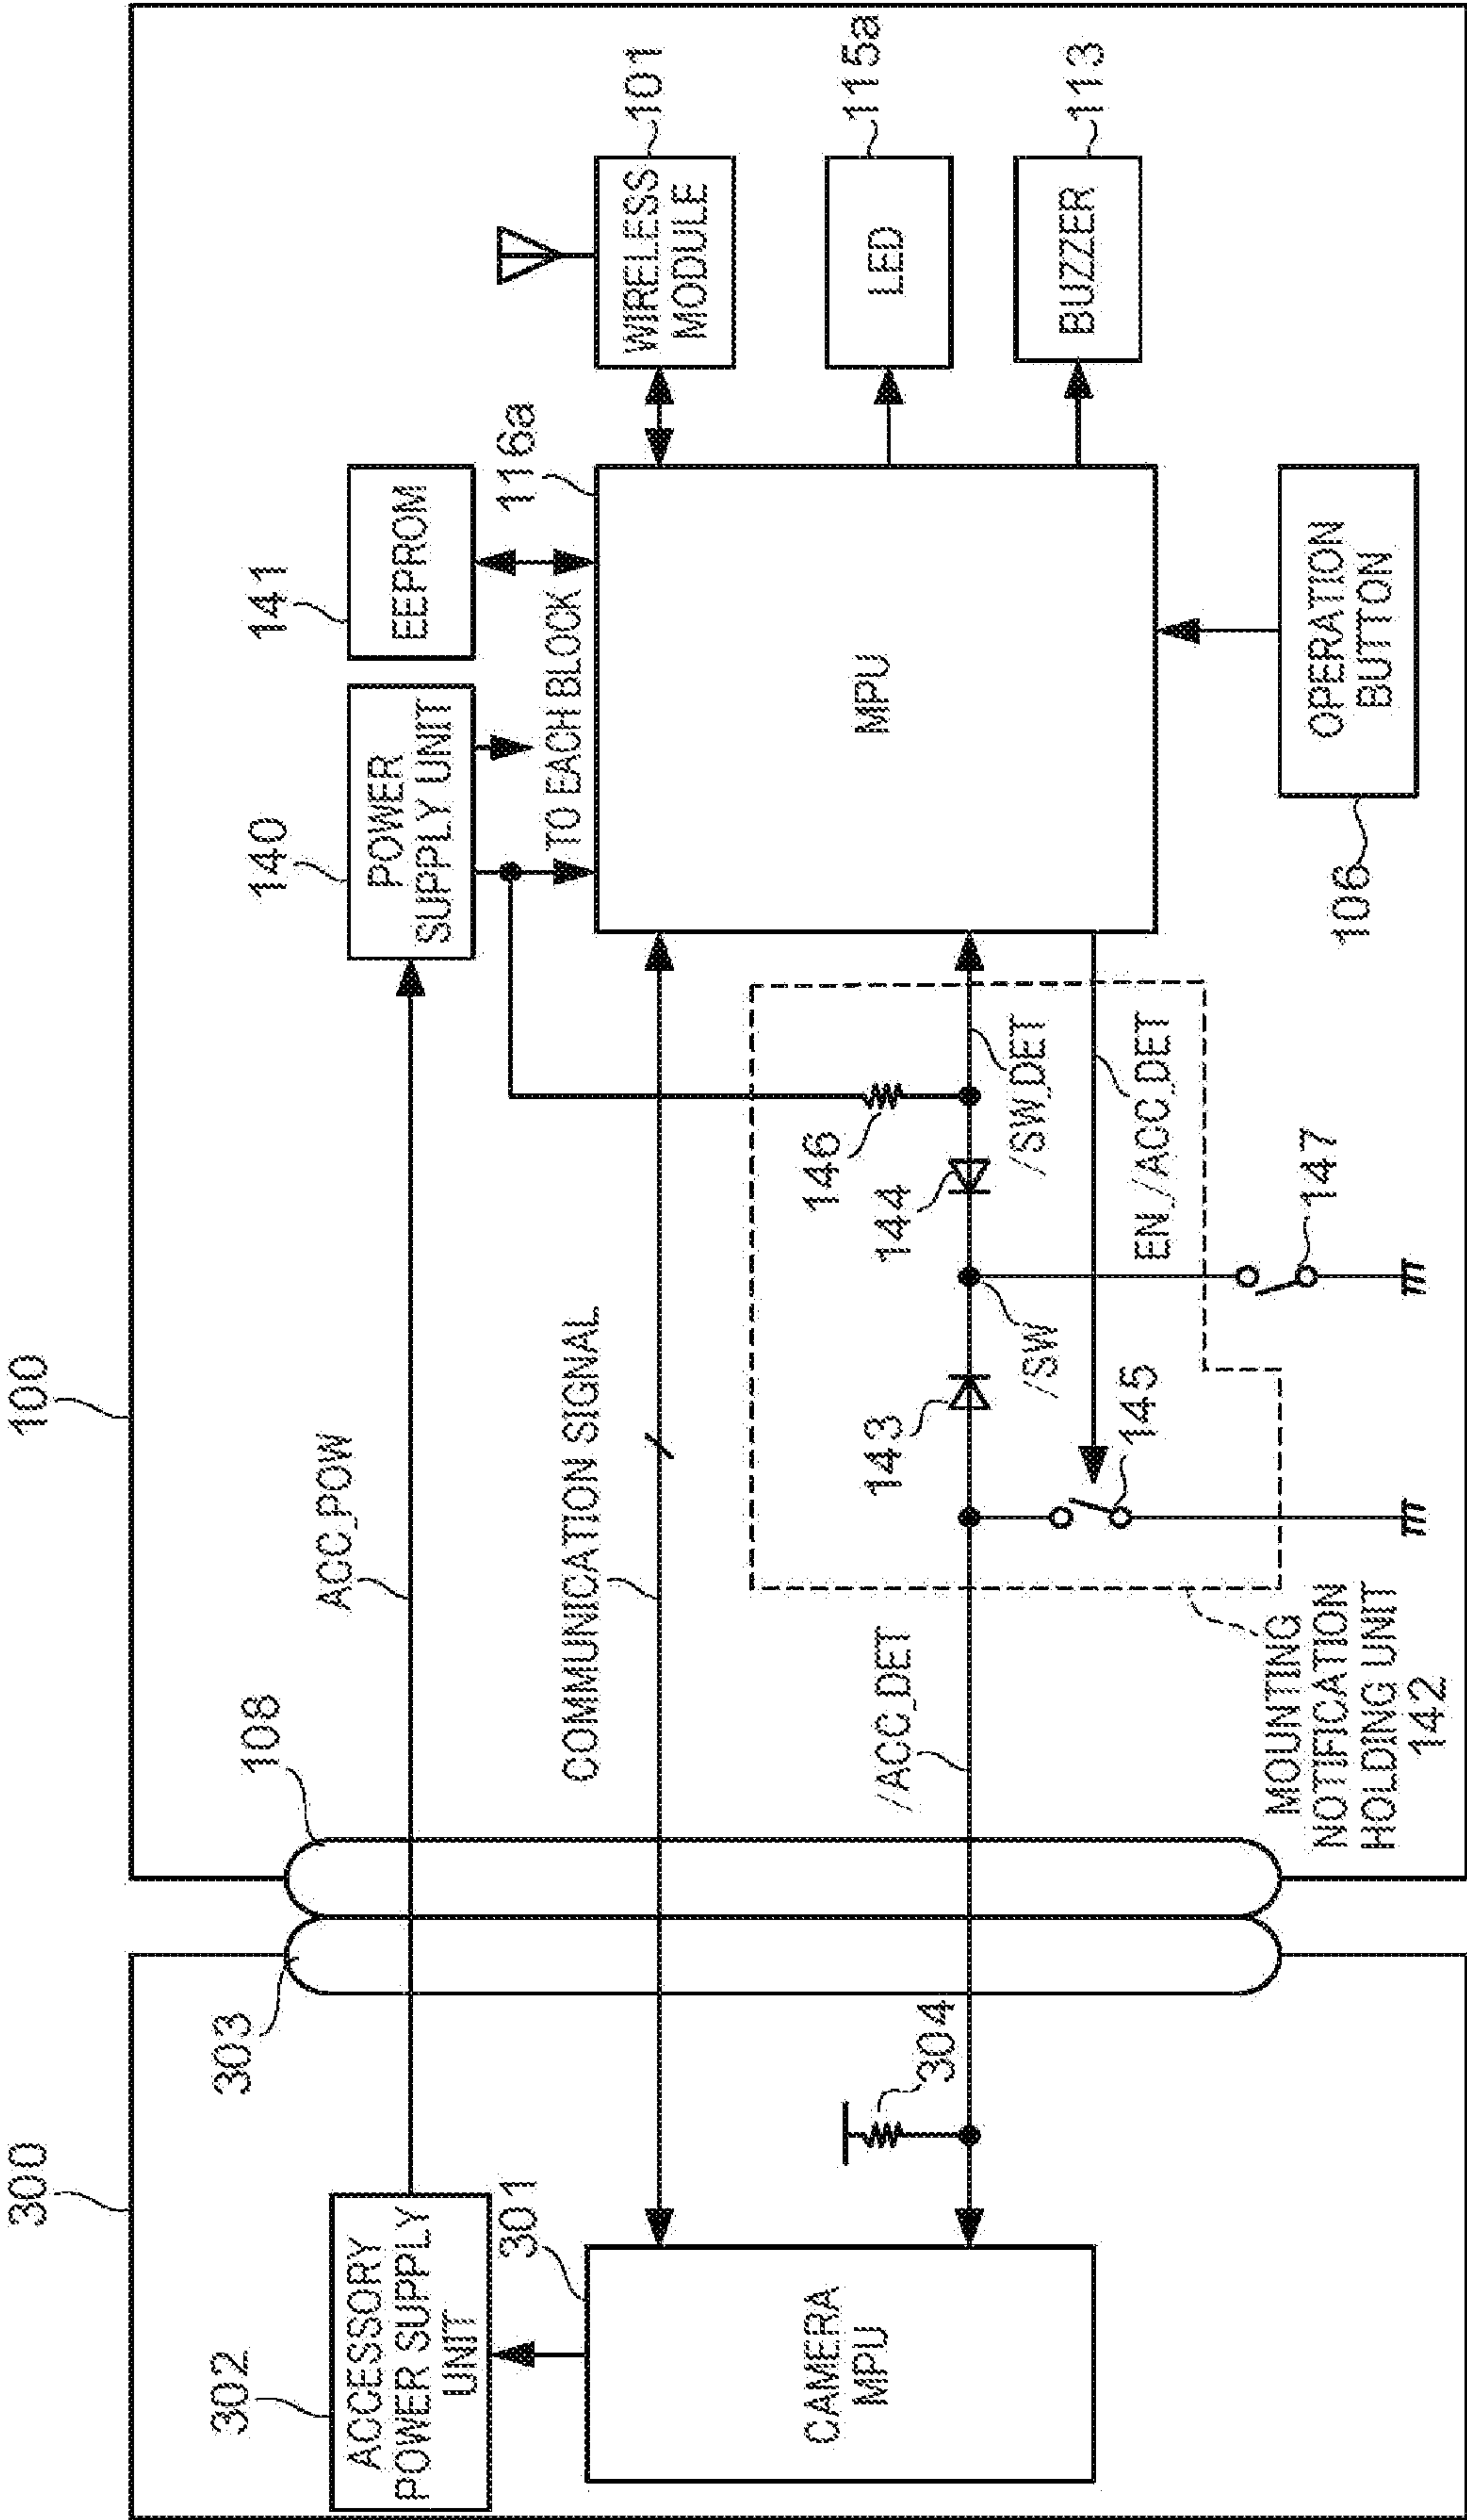 300
100
302
ACCESSORY
POWER SUPPLY
UNIT
303
108
ACC_POW
140
POWER
SUPPLY UNIT
141
EEPROM
TO EACH BLOCK
301
CAMERA
MPU
304
COMMUNICATION SIGNAL
116a
MPU
WIRELESS
MODULE
101
LED
115a
BUZZER
113
/ACC_DET
143
144
146
/SW
/SW_DET
145
EN_/ACC_DET
147
MOUNTING
NOTIFICATION
HOLDING UNIT
142
106
OPERATION
BUTTON